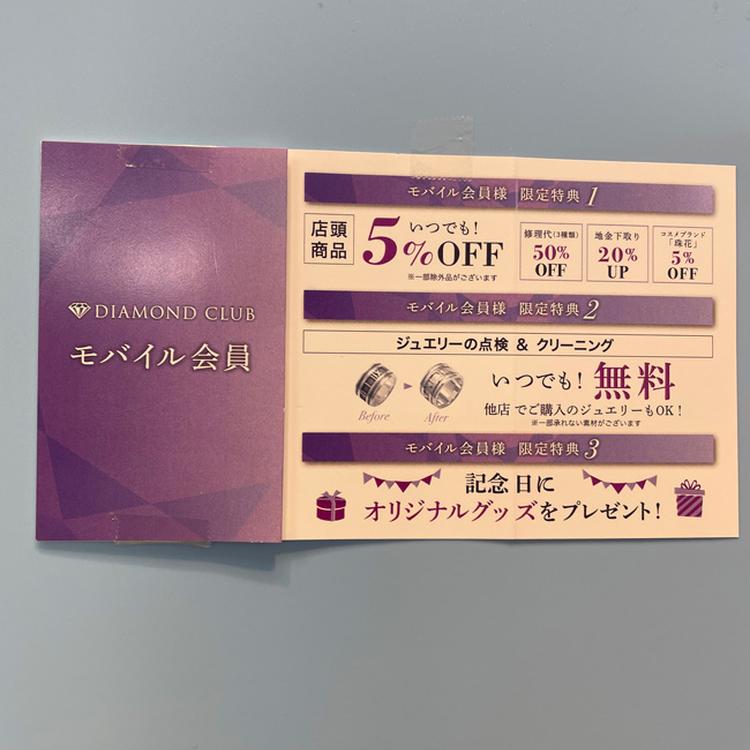 DIAMOND CLUB
モバイル会員
モバイル会員様 限定特典 1
店頭商品
いつでも!
5%OFF
※一部除外品がございます
修理代(3種類)
50%
OFF
地金下取り
20%
UP
コスメブランド
「珠花」
5%
OFF
モバイル会員様 限定特典 2
ジュエリーの点検 & クリーニング
Before
After
いつでも! 無料
他店でご購入のジュエリーもOK!
※一部承れない素材がございます
モバイル会員様 限定特典 3
記念日に
オリジナルグッズをプレゼント!